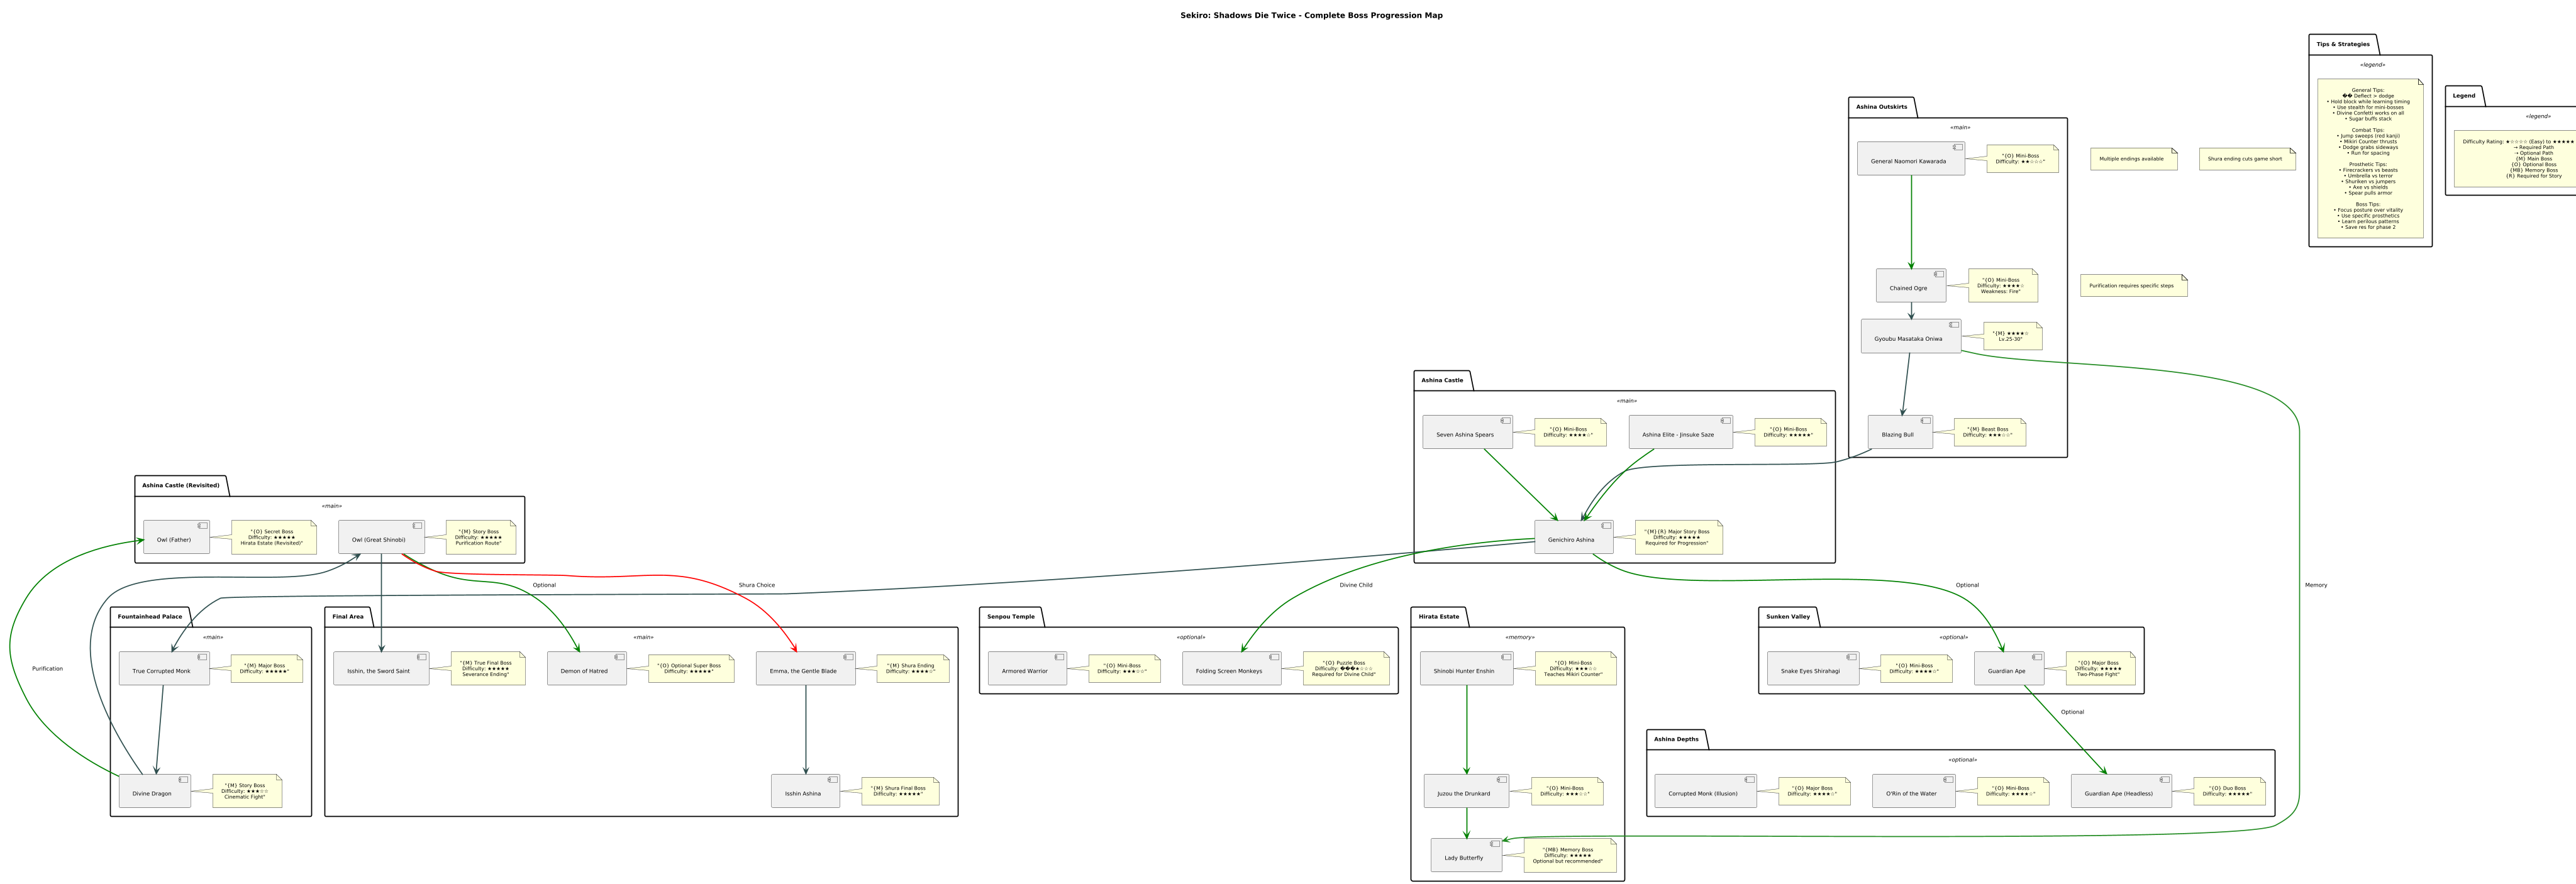 Sekiro: Shadows Die Twice - Complete Boss Progression Map
Tips & Strategies
«legend»
General Tips:
�� Deflect > dodge
• Hold block while learning timing
• Use stealth for mini-bosses
• Divine Confetti works on all
• Sugar buffs stack
Combat Tips:
• Jump sweeps (red kanji)
• Mikiri Counter thrusts
• Dodge grabs sideways
• Run for spacing
Prosthetic Tips:
• Firecrackers vs beasts
• Umbrella vs terror
• Shuriken vs jumpers
• Axe vs shields
• Spear pulls armor
Boss Tips:
• Focus posture over vitality
• Use specific prosthetics
• Learn perilous patterns
• Save res for phase 2
Legend
«legend»
Difficulty Rating: ★☆☆☆☆ (Easy) to ★★★★★
→ Required Path
→ Optional Path
{M} Main Boss
{O} Optional Boss
{MB} Memory Boss
{R} Required for Story
Ashina Outskirts
«main»
General Naomori Kawarada
"{O} Mini-Boss
Difficulty: ★★☆☆☆"
Multiple endings available
Shura ending cuts game short
Chained Ogre
"{O} Mini-Boss
Difficulty: ★★★★☆
Weakness: Fire"
Purification requires specific steps
Gyoubu Masataka Oniwa
"{M} ★★★★☆
Lv.25-30"
Blazing Bull
"{M} Beast Boss
Difficulty: ★★★☆☆"
Ashina Castle
«main»
Seven Ashina Spears
"{O} Mini-Boss
Difficulty: ★★★★☆"
Ashina Elite - Jinsuke Saze
"{O} Mini-Boss
Difficulty: ★★★★★"
Genichiro Ashina
"{M}{R} Major Story Boss
Difficulty: ★★★★★
Required for Progression"
Ashina Castle (Revisited)
«main»
Owl (Father)
"{O} Secret Boss
Difficulty: ★★★★★
Hirata Estate (Revisited)"
Owl (Great Shinobi)
"{M} Story Boss
Difficulty: ★★★★★
Purification Route"
Optional
Shura Choice
Divine Child
Optional
Memory
Purification
Fountainhead Palace
«main»
True Corrupted Monk
"{M} Major Boss
Difficulty: ★★★★★"
Divine Dragon
"{M} Story Boss
Difficulty: ★★★☆☆
Cinematic Fight"
Final Area
«main»
Isshin, the Sword Saint
"{M} True Final Boss
Difficulty: ★★★★★
Severance Ending"
Demon of Hatred
"{O} Optional Super Boss
Difficulty: ★★★★★"
Emma, the Gentle Blade
"{M} Shura Ending
Difficulty: ★★★★☆"
Isshin Ashina
"{M} Shura Final Boss
Difficulty: ★★★★★"
Senpou Temple
«optional»
Armored Warrior
"{O} Mini-Boss
Difficulty: ★★★☆☆"
Folding Screen Monkeys
"{O} Puzzle Boss
Difficulty: ���★☆☆☆
Required for Divine Child"
Hirata Estate
«memory»
Shinobi Hunter Enshin
"{O} Mini-Boss
Difficulty: ★★★☆☆
Teaches Mikiri Counter"
Juzou the Drunkard
"{O} Mini-Boss
Difficulty: ★★★☆☆"
Lady Butterfly
"{MB} Memory Boss
Difficulty: ★★★★★
Optional but recommended"
Sunken Valley
«optional»
Snake Eyes Shirahagi
"{O} Mini-Boss
Difficulty: ★★★★☆"
Guardian Ape
"{O} Major Boss
Difficulty: ★★★★★
Two-Phase Fight"
Optional
Ashina Depths
«optional»
Corrupted Monk (Illusion)
"{O} Major Boss
Difficulty: ★★★★☆"
O'Rin of the Water
"{O} Mini-Boss
Difficulty: ★★★★☆"
Guardian Ape (Headless)
"{O} Duo Boss
Difficulty: ★★★★★"